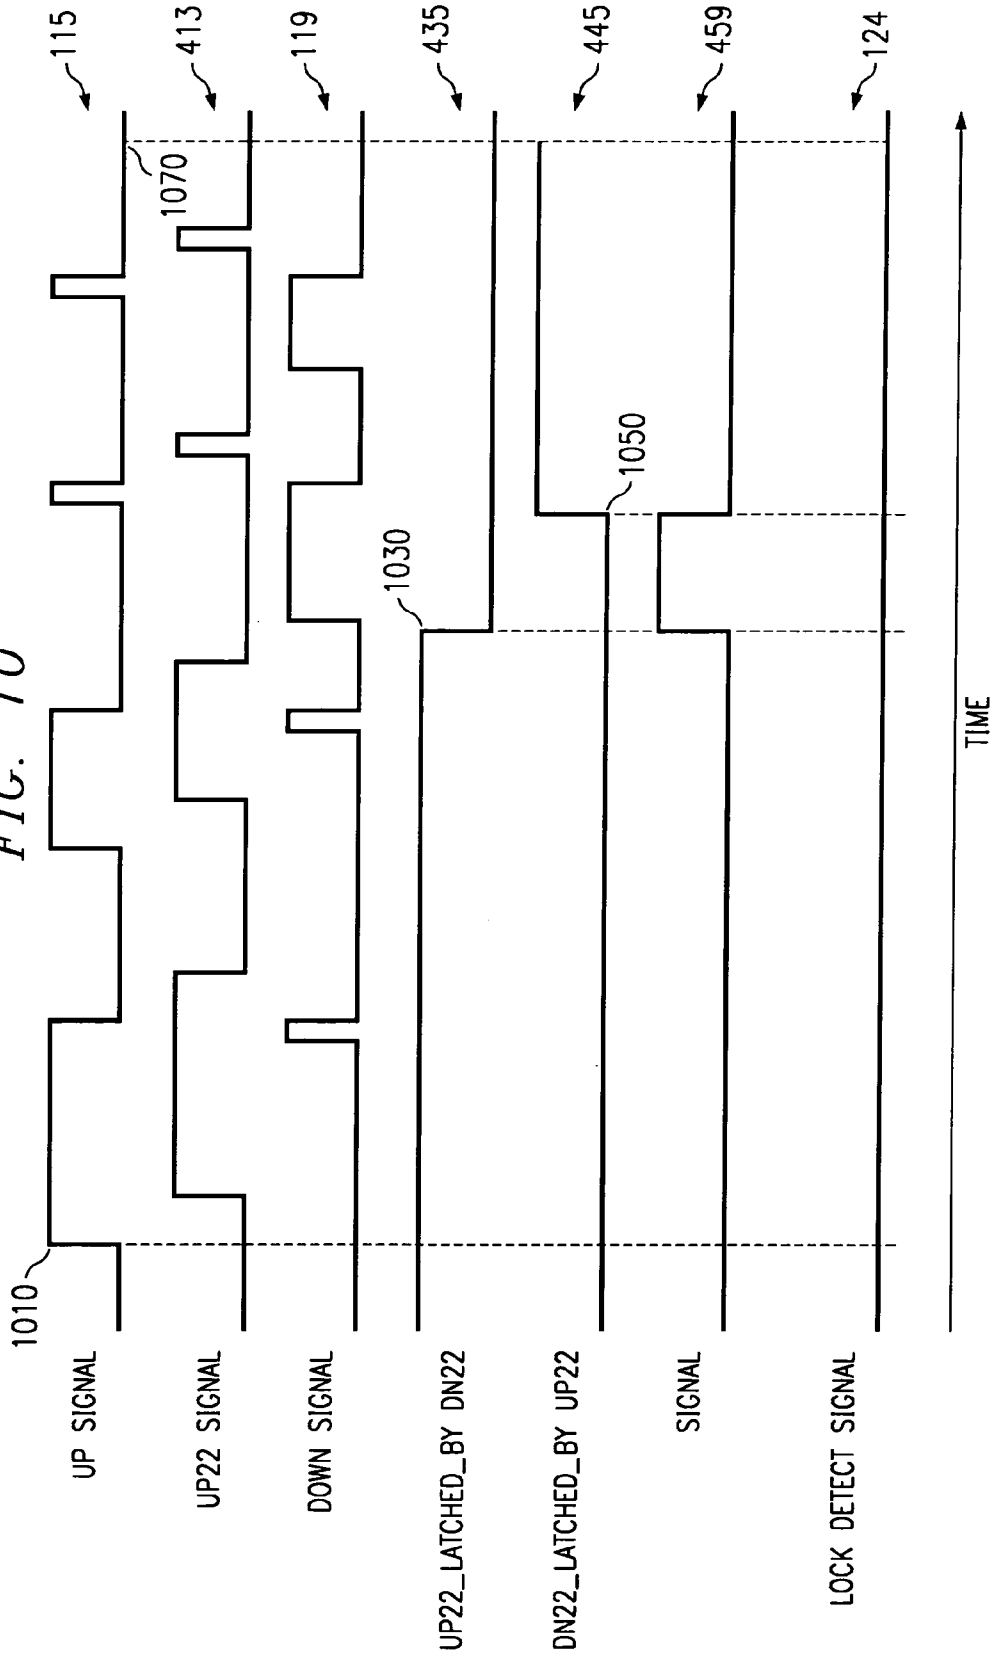 FIG. 10
1010
1070
UP SIGNAL
115
UP22 SIGNAL
413
DOWN SIGNAL
119
1030
UP22_LATCHED_BY DN22
435
1050
DN22_LATCHED_BY UP22
445
SIGNAL
459
LOCK DETECT SIGNAL
124
TIME